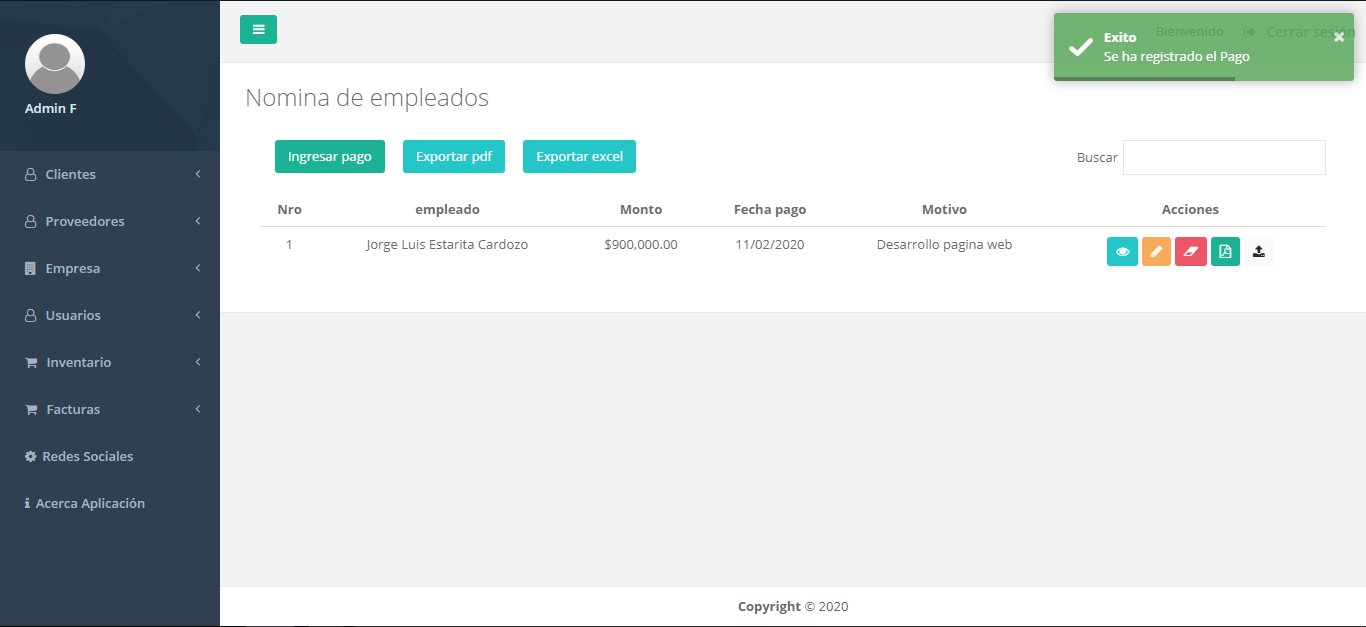 Admin F
Clientes
Proveedores
Empresa
Usuarios
Inventario
Facturas
Redes Sociales
Acerca Aplicación
Bienvenido Cerrar sesión
Exito
Se ha registrado el Pago
Nomina de empleados
Ingresar pago Exportar pdf Exportar excel Buscar
Nro empleado Monto Fecha pago Motivo Acciones
1 Jorge Luis Estarita Cardozo $900,000.00 11/02/2020 Desarrollo pagina web
Copyright © 2020